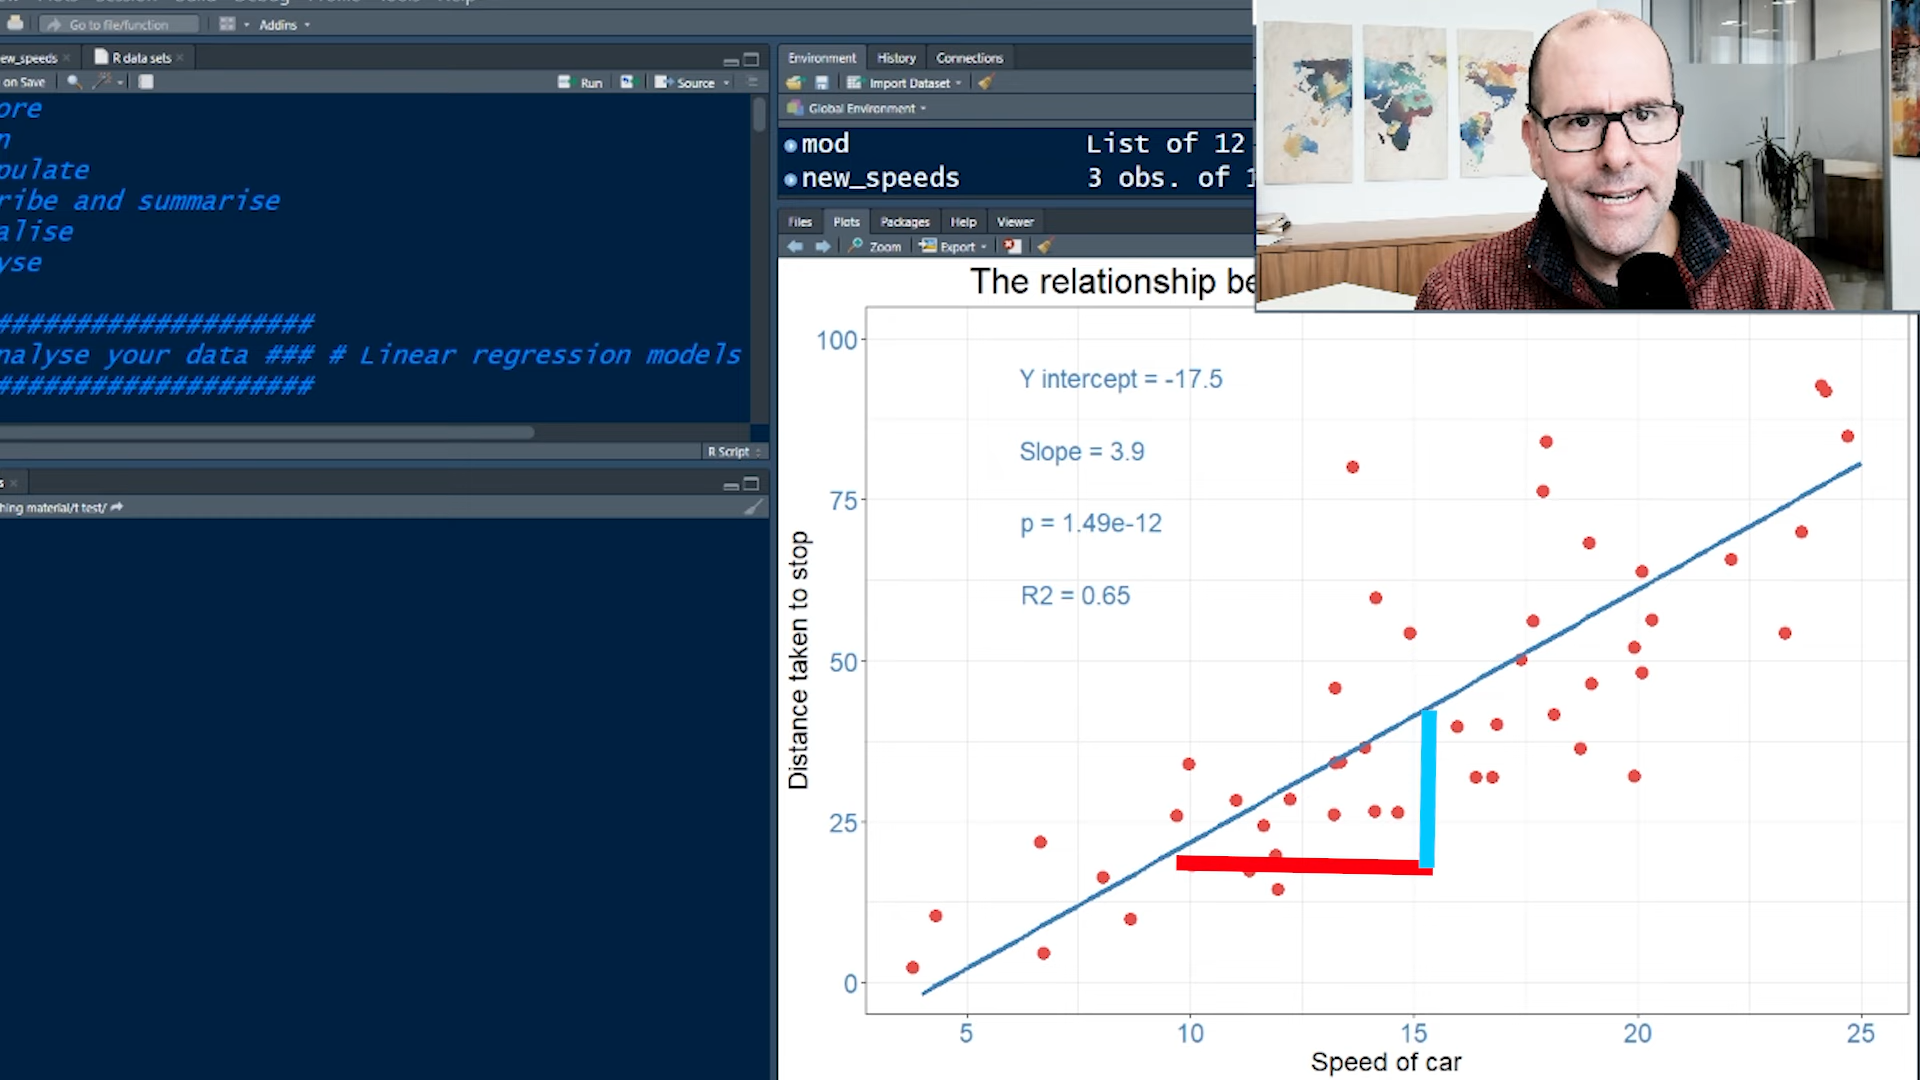 Go to file/function
Addins
ew_speeds
R data sets
on Save
Run
Source
ore
n
pulate
ribe and summarise
alise
yse
####################
nalyse your data ### # Linear regression models
####################
R Script
s
hing material/t test/
Environment
History
Connections
Import Dataset
Global Environment
mod
List of 12
new_speeds
3 obs. of 1
Files
Plots
Packages
Help
Viewer
Zoom
Export
The relationship be
Y intercept = -17.5
Slope = 3.9
p = 1.49e-12
R2 = 0.65
Distance taken to stop
100
75
50
25
0
5
10
15
20
25
Speed of car